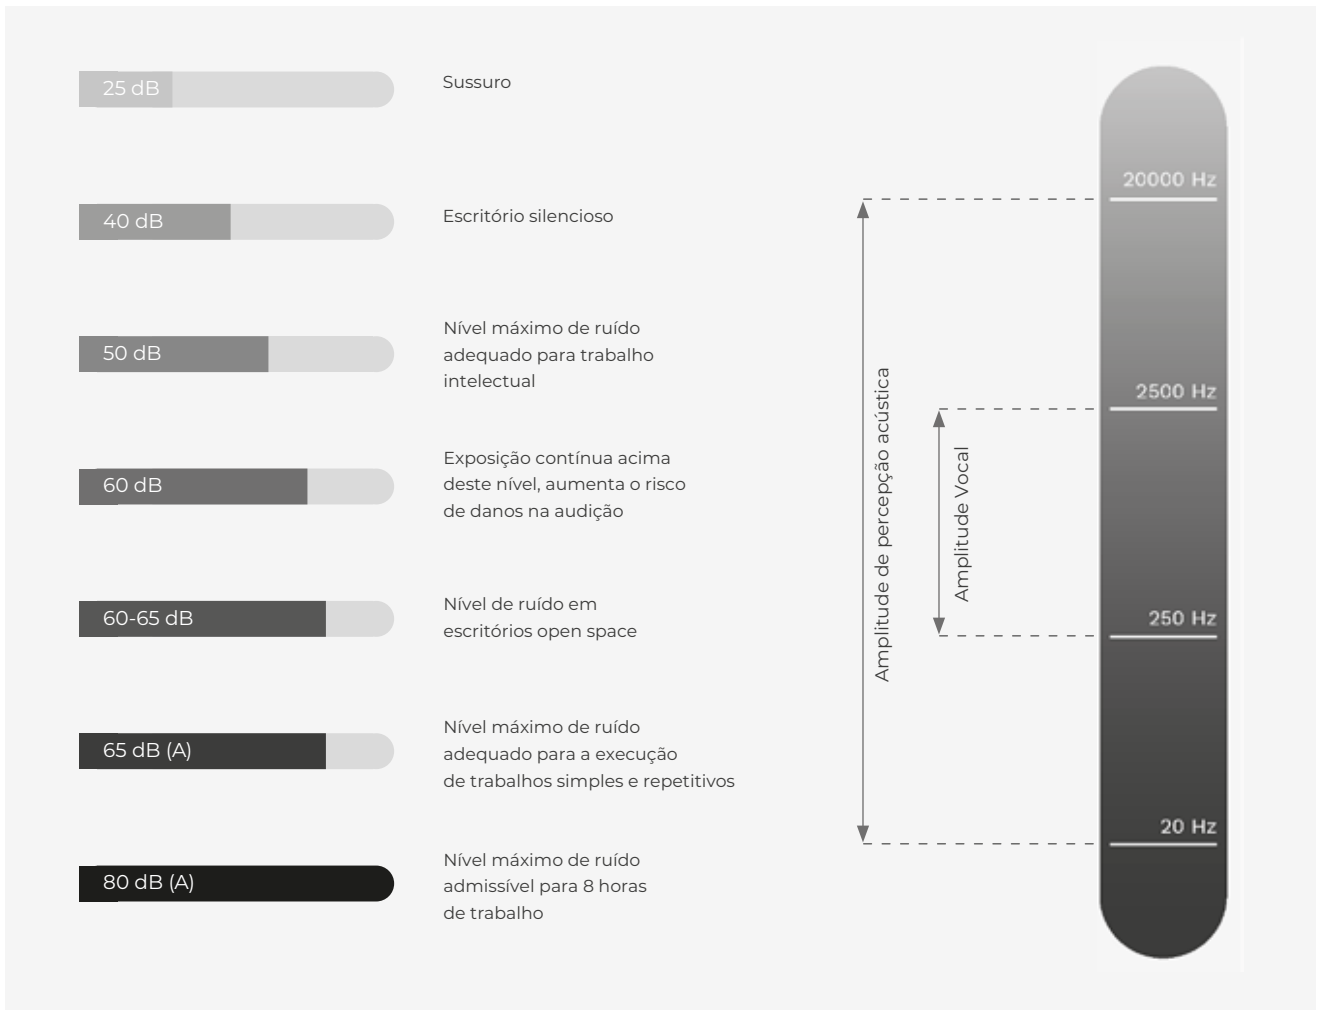 25 dB
Sussuro
40 dB
Escritório silencioso
50 dB
Nível máximo de ruído
adequado para trabalho
intelectual
60 dB
Exposição contínua acima
deste nível, aumenta o risco
de danos na audição
60-65 dB
Nível de ruído em
escritórios open space
65 dB (A)
Nível máximo de ruído
adequado para a execução
de trabalhos simples e repetitivos
80 dB (A)
Nível máximo de ruído
admissível para 8 horas
de trabalho
Amplitude de percepção acústica
Amplitude Vocal
20000 Hz
2500 Hz
250 Hz
20 Hz